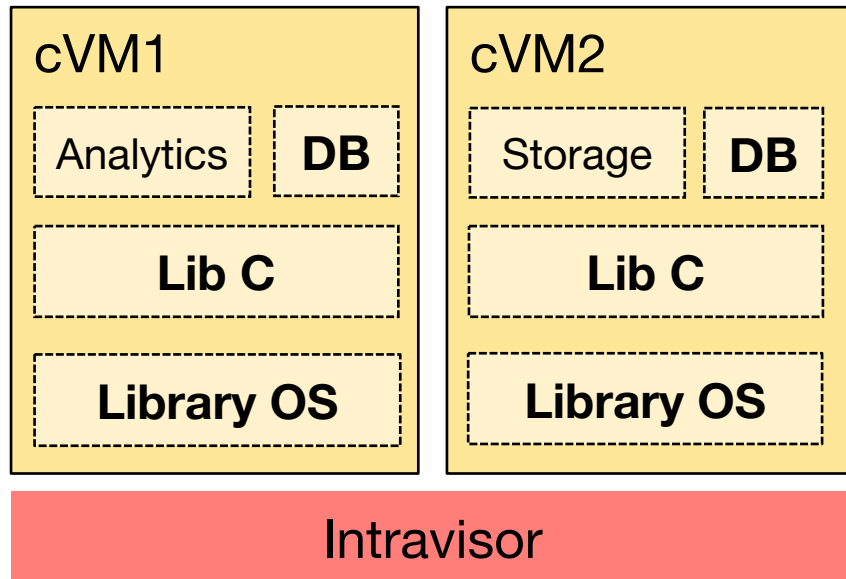 cVM1
Analytics DB
Lib C
Library OS
cVM2
Storage DB
Lib C
Library OS
Intravisor